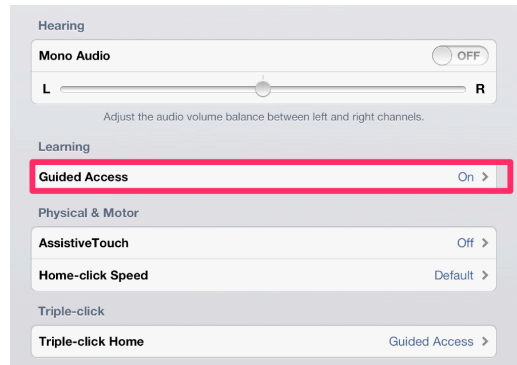 Hearing
Mono Audio OFF
L R
Adjust the audio volume balance between left and right channels.
Learning
Guided Access On
Physical & Motor
AssistiveTouch Off
Home-click Speed Default
Triple-click
Triple-click Home Guided Access